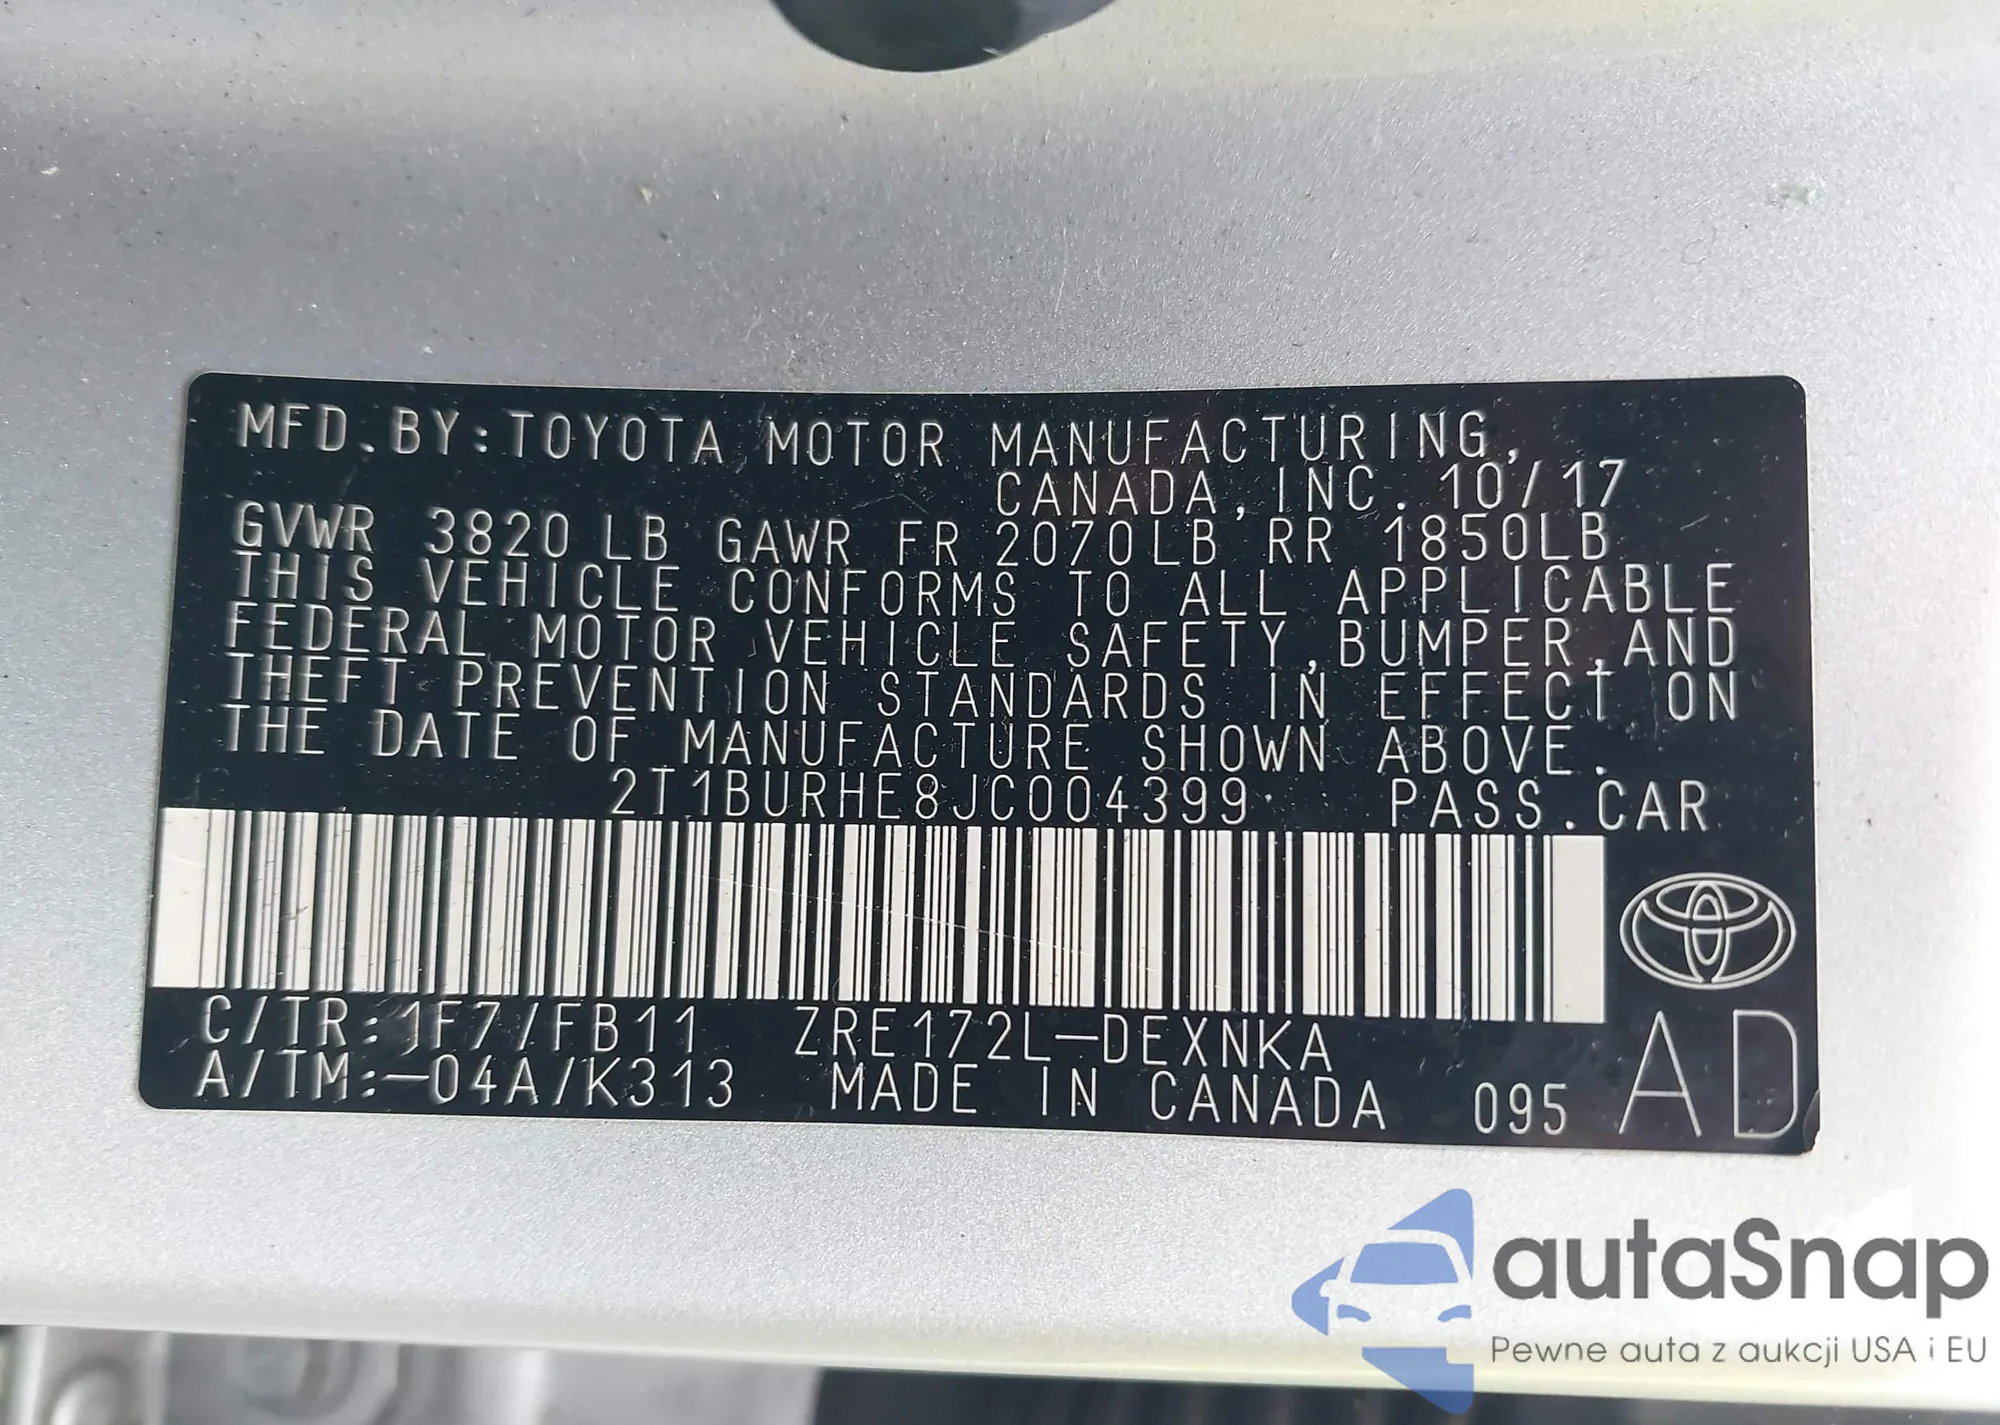 MFD.BY:TOYOTA MOTOR MANUFACTURING,
CANADA,INC. 10/17
GVWR 3820 LB GAWR FR 2070LB RR 1850LB
THIS VEHICLE CONFORMS TO ALL APPLICABLE
FEDERAL MOTOR VEHICLE SAFETY,BUMPER,AND
THEFT PREVENTION STANDARDS IN EFFECT ON
THE DATE OF MANUFACTURE SHOWN ABOVE.
2T1BURHE8JC004399 PASS.CAR
C/TR:1F7/FB11 ZRE172L-DEXNKA
A/TM:-04A/K313 MADE IN CANADA 095 AD
autaSnap
Pewne auta z aukcji USA i EU